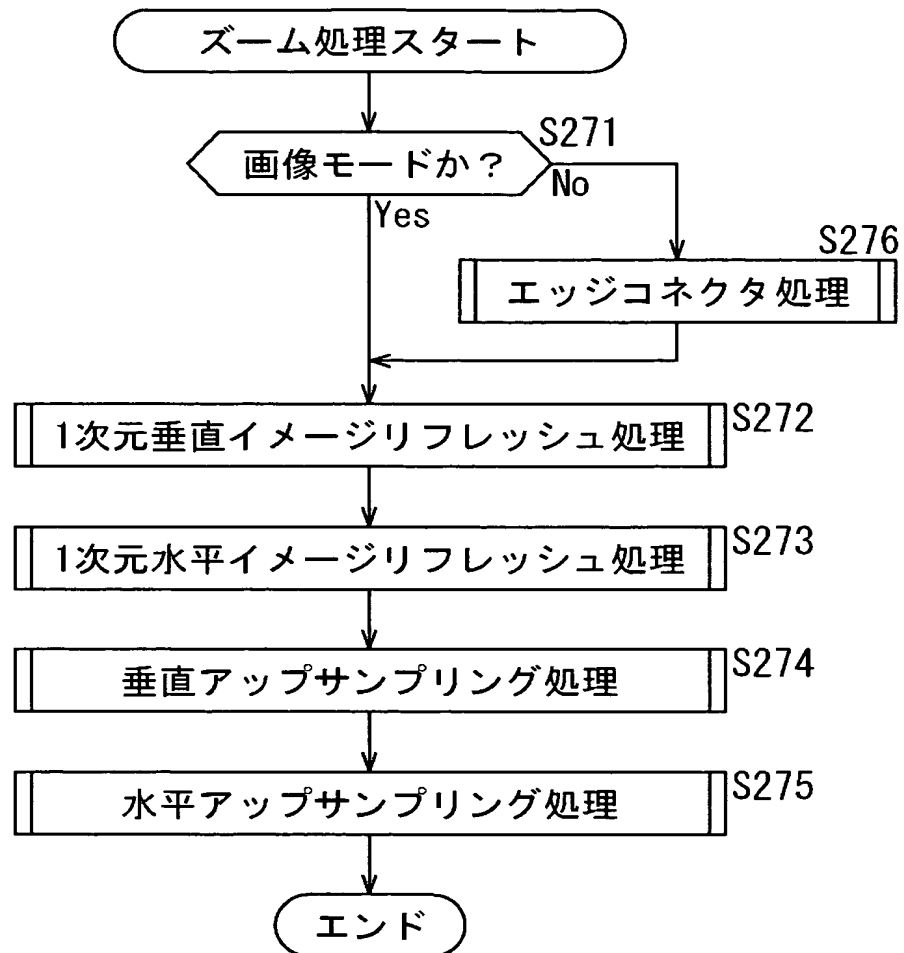 ズーム処理スタート
S271
画像モードか？
No
Yes
S276
エッジコネクタ処理
1次元垂直イメージリフレッシュ処理
S272
1次元水平イメージリフレッシュ処理
S273
垂直アップサンプリング処理
S274
水平アップサンプリング処理
S275
エンド